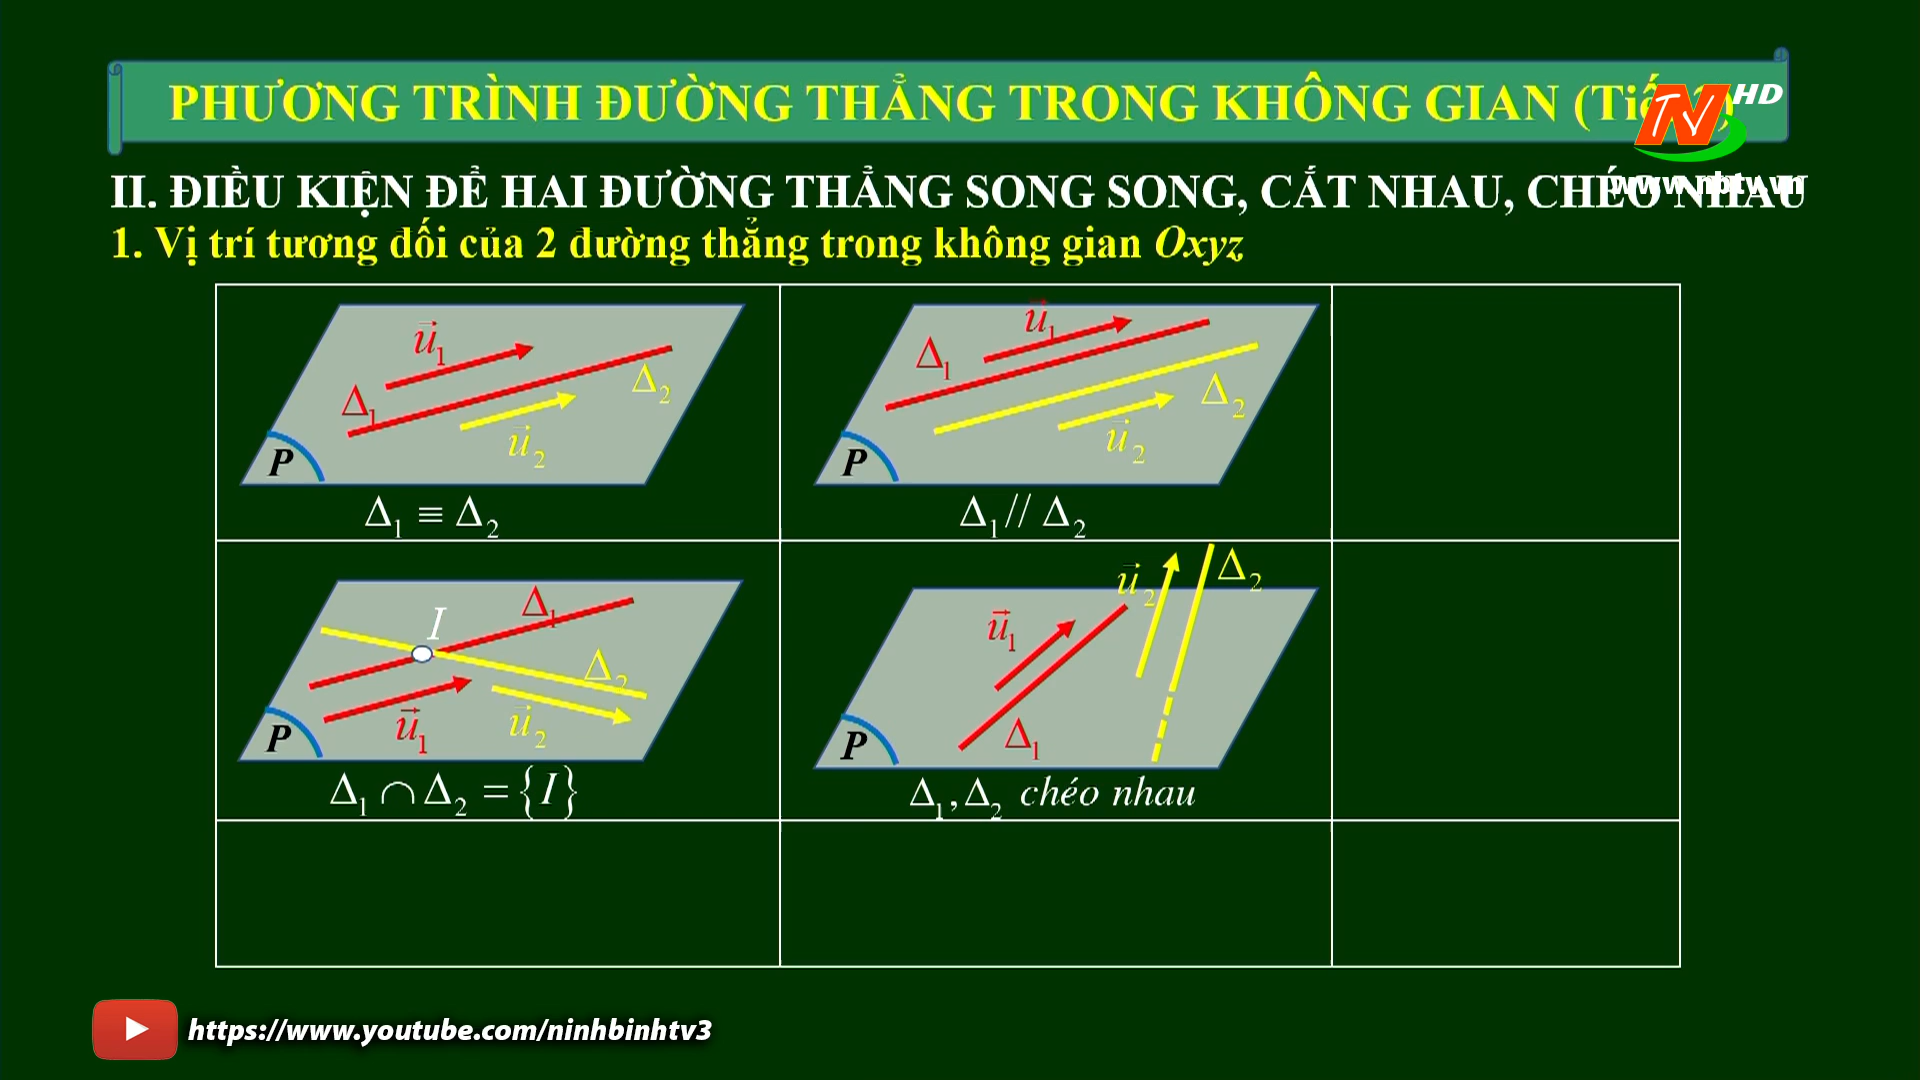 PHƯƠNG TRÌNH ĐƯỜNG THẲNG TRONG KHÔNG GIAN
HD
www.nbtv.vn
II. ĐIỀU KIỆN ĐỂ HAI ĐƯỜNG THẲNG SONG SONG, CẮT NHAU, CHÉO NHAU
1. Vị trí tương đối của 2 đường thẳng trong không gian Oxyz
u⃗₁
Δ₁
Δ₂
u⃗₂
P
Δ₁ ≡ Δ₂
u⃗₁
Δ₁
Δ₂
u⃗₂
P
Δ₁ // Δ₂
Δ₁
I
Δ₂
u⃗₁
u⃗₂
P
Δ₁ ∩ Δ₂ = {I}
u⃗₂
Δ₂
u⃗₁
Δ₁
P
Δ₁, Δ₂ chéo nhau
https://www.youtube.com/ninhbinhtv3